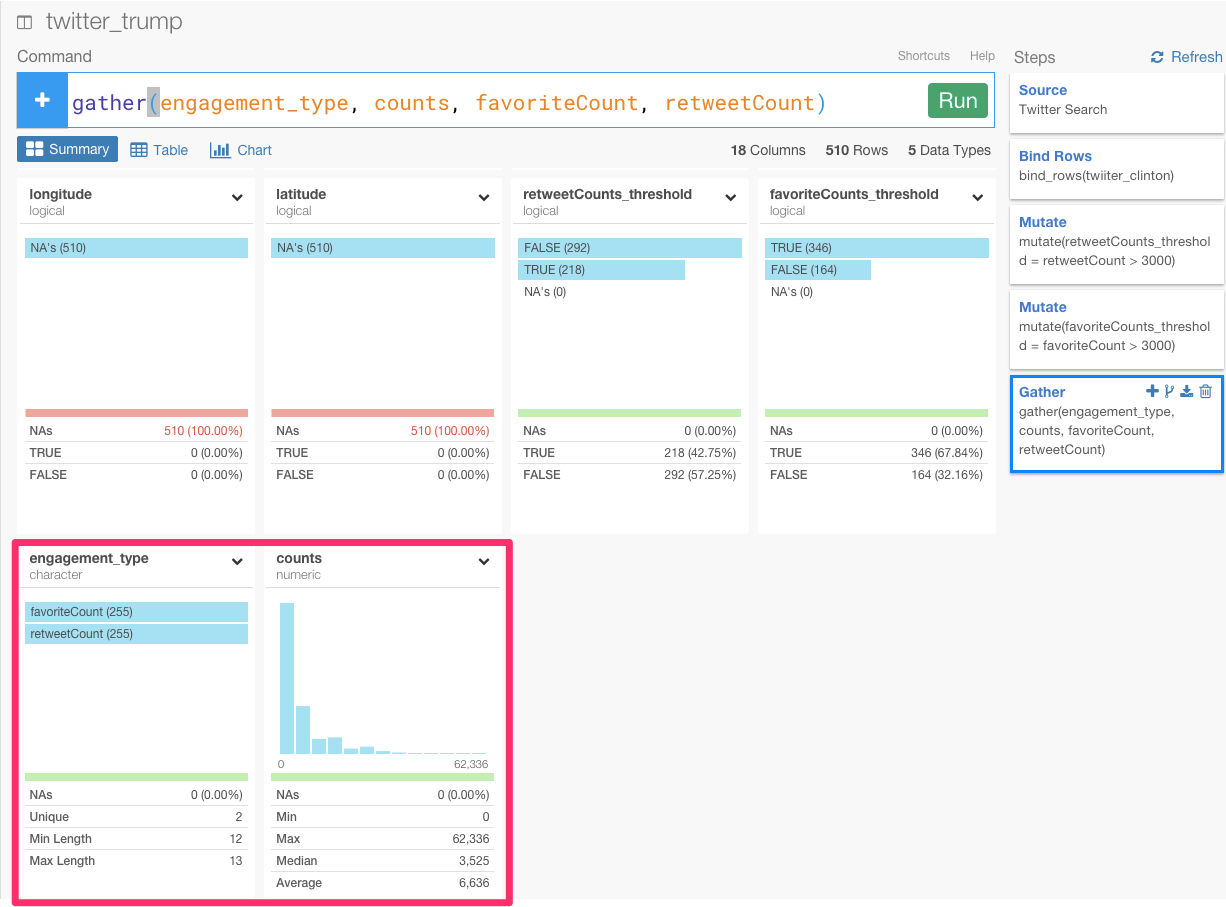 twitter_trump
Command
Shortcuts Help
gather(engagement_type, counts, favoriteCount, retweetCount)
Run
Summary Table Chart
18 Columns 510 Rows 5 Data Types
longitude
logical
NA's (510)
NAs 510 (100.00%)
TRUE 0 (0.00%)
FALSE 0 (0.00%)
latitude
logical
NA's (510)
NAs 510 (100.00%)
TRUE 0 (0.00%)
FALSE 0 (0.00%)
retweetCounts_threshold
logical
FALSE (292)
TRUE (218)
NA's (0)
NAs 0 (0.00%)
TRUE 218 (42.75%)
FALSE 292 (57.25%)
favoriteCounts_threshold
logical
TRUE (346)
FALSE (164)
NA's (0)
NAs 0 (0.00%)
TRUE 346 (67.84%)
FALSE 164 (32.16%)
engagement_type
character
favoriteCount (255)
retweetCount (255)
NAs 0 (0.00%)
Unique 2
Min Length 12
Max Length 13
counts
numeric
0 62,336
NAs 0 (0.00%)
Min 0
Max 62,336
Median 3,525
Average 6,636
Steps Refresh
Source
Twitter Search
Bind Rows
bind_rows(twiiter_clinton)
Mutate
mutate(retweetCounts_threshol
d = retweetCount > 3000)
Mutate
mutate(favoriteCounts_threshol
d = favoriteCount > 3000)
Gather
gather(engagement_type,
counts, favoriteCount,
retweetCount)